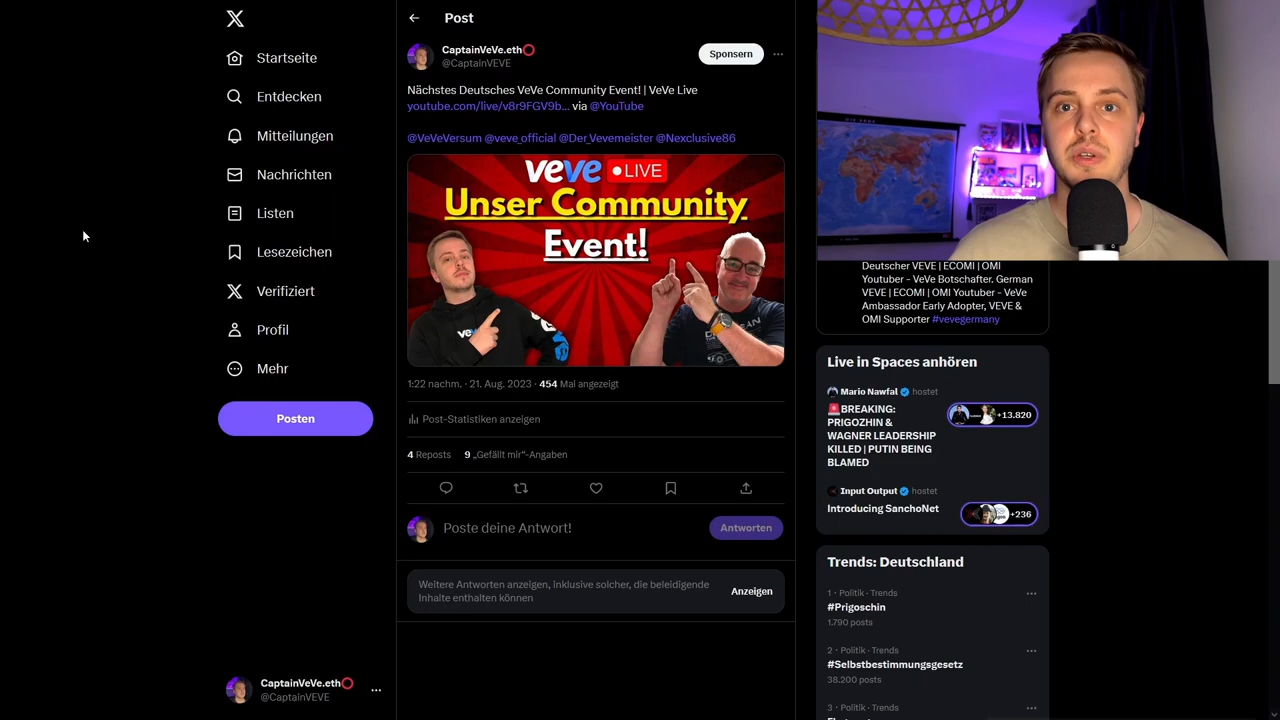 Startseite
Entdecken
Mitteilungen
Nachrichten
Listen
Lesezeichen
Verifiziert
Profil
Mehr
Posten
CaptainVeVe.eth⭕
@CaptainVEVE
Post
CaptainVeVe.eth⭕
@CaptainVEVE
Sponsern
Nächstes Deutsches VeVe Community Event! | VeVe Live
youtube.com/live/v8r9FGV9b... via @YouTube
@VeVeVersum @veve_official @Der_Vevemeister @Nexclusive86
veve LIVE
Unser Community
Event!
1:22 nachm. · 21. Aug. 2023 · 454 Mal angezeigt
Post-Statistiken anzeigen
4 Reposts 9 „Gefällt mir“-Angaben
Poste deine Antwort!
Antworten
Weitere Antworten anzeigen, inklusive solcher, die beleidigende
Inhalte enthalten können
Anzeigen
Deutscher VEVE | ECOMI | OMI
Youtuber - VeVe Botschafter. German
VEVE | ECOMI | OMI Youtuber - VeVe
Ambassador Early Adopter, VEVE &
OMI Supporter #vevegermany
Live in Spaces anhören
Mario Nawfal hostet
🚨BREAKING:
PRIGOZHIN &
WAGNER LEADERSHIP
KILLED | PUTIN BEING
BLAMED
+13.820
Input Output hostet
Introducing SanchoNet
+236
Trends: Deutschland
1 · Politik · Trends
#Prigoschin
1.790 posts
2 · Politik · Trends
#Selbstbestimmungsgesetz
38.200 posts
3 · Politik · Trends